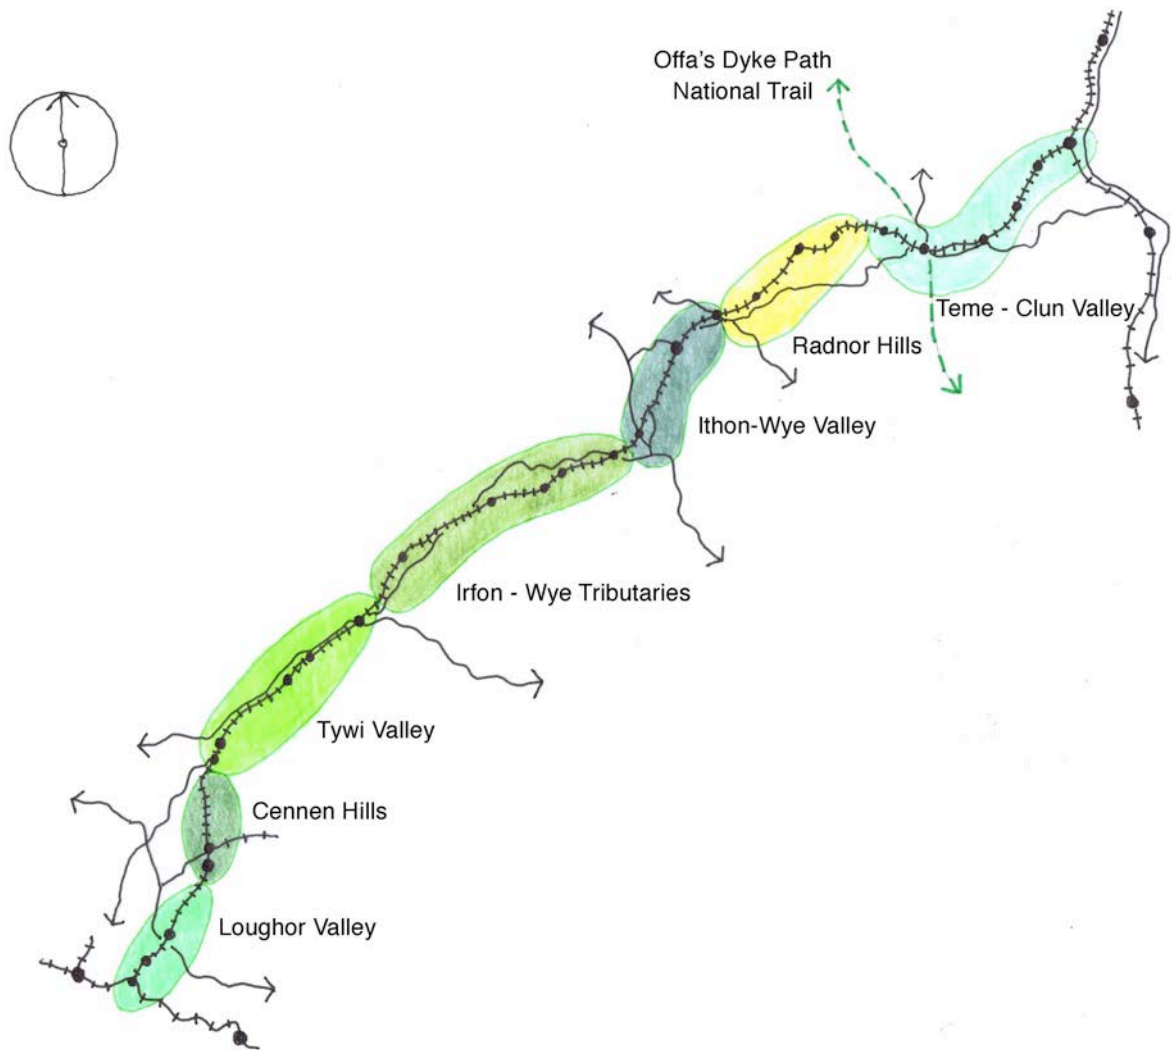 Offa's Dyke Path
National Trail
Teme - Clun Valley
Radnor Hills
Ithon-Wye Valley
Irfon - Wye Tributaries
Tywi Valley
Cennen Hills
Loughor Valley